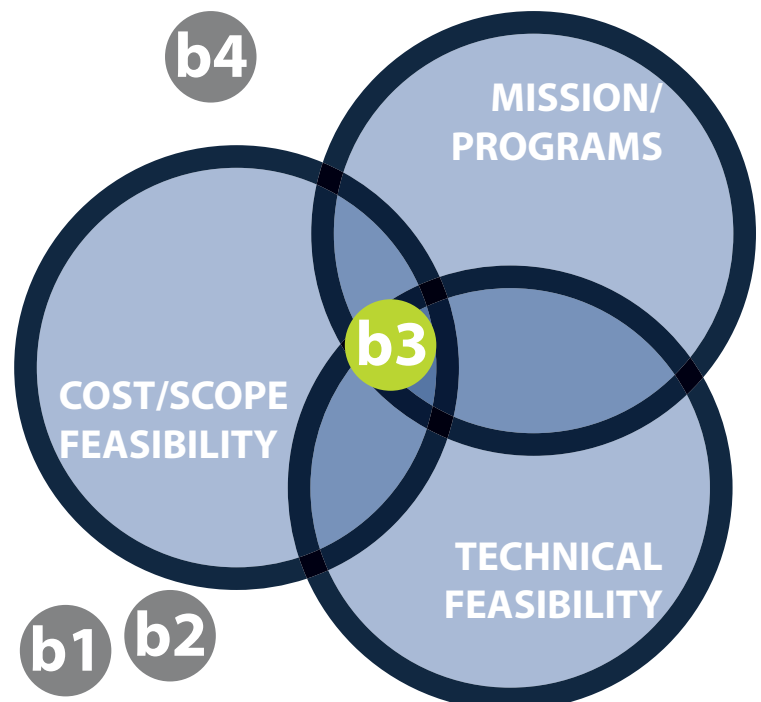 b4
MISSION/
PROGRAMS
b3
COST/SCOPE
FEASIBILITY
TECHNICAL
FEASIBILITY
b1
b2